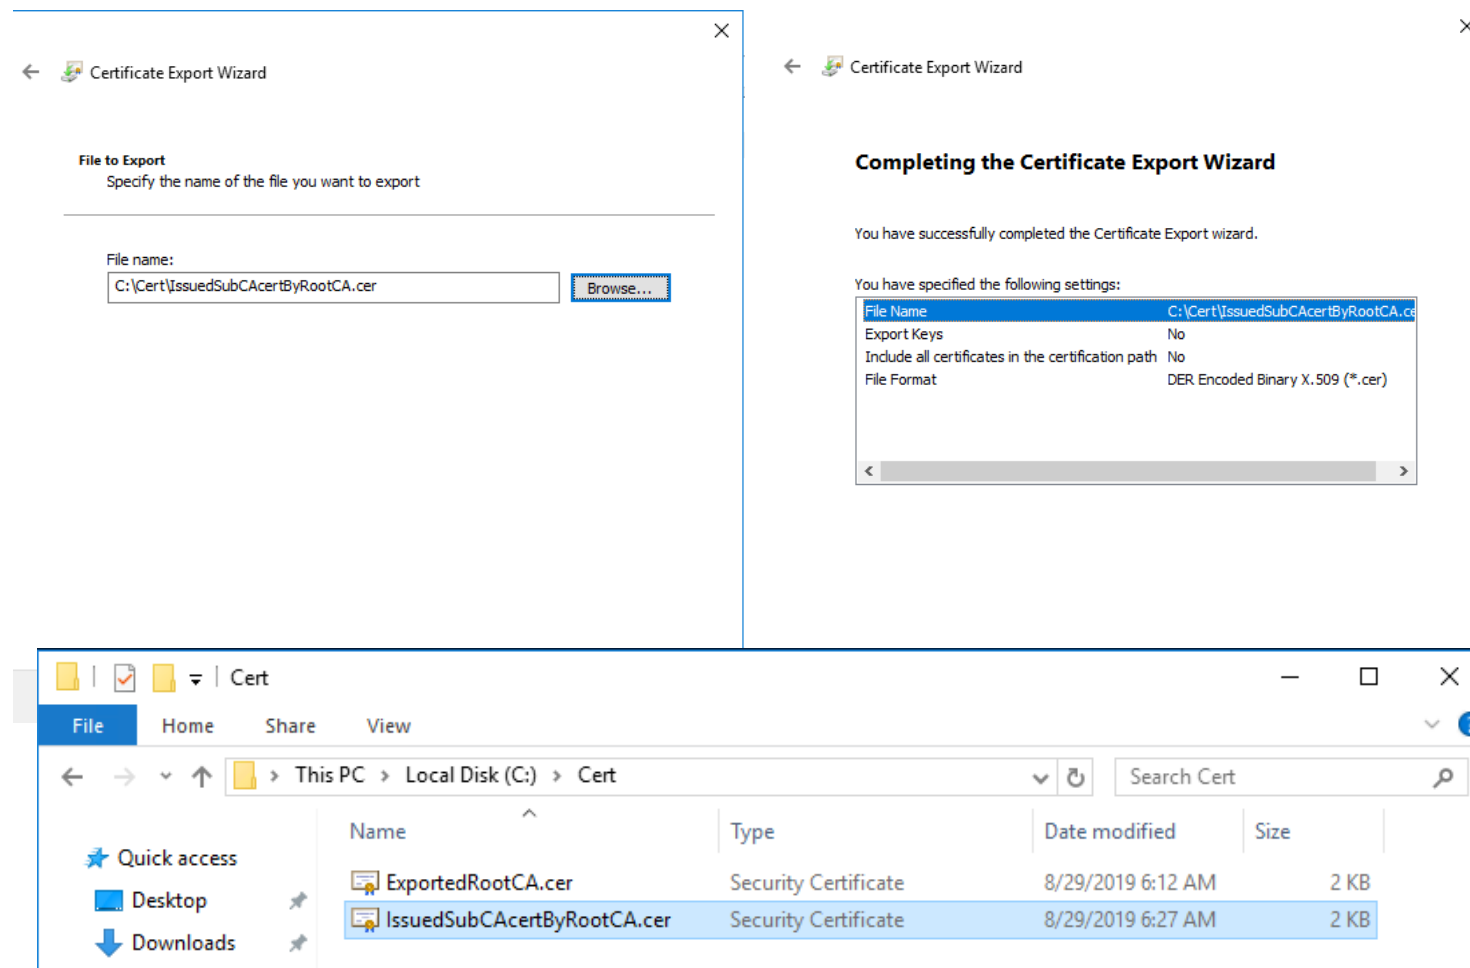 Certificate Export Wizard
File to Export
Specify the name of the file you want to export
File name:
C:\Cert\IssuedSubCAcertByRootCA.cer
Browse...
Certificate Export Wizard
Completing the Certificate Export Wizard
You have successfully completed the Certificate Export wizard.
You have specified the following settings:
File Name C:\Cert\IssuedSubCAcertByRootCA.ce
Export Keys No
Include all certificates in the certification path No
File Format DER Encoded Binary X.509 (*.cer)
Cert
File Home Share View
This PC > Local Disk (C:) > Cert
Search Cert
Name Type Date modified Size
Quick access
Desktop
Downloads
ExportedRootCA.cer Security Certificate 8/29/2019 6:12 AM 2 KB
IssuedSubCAcertByRootCA.cer Security Certificate 8/29/2019 6:27 AM 2 KB